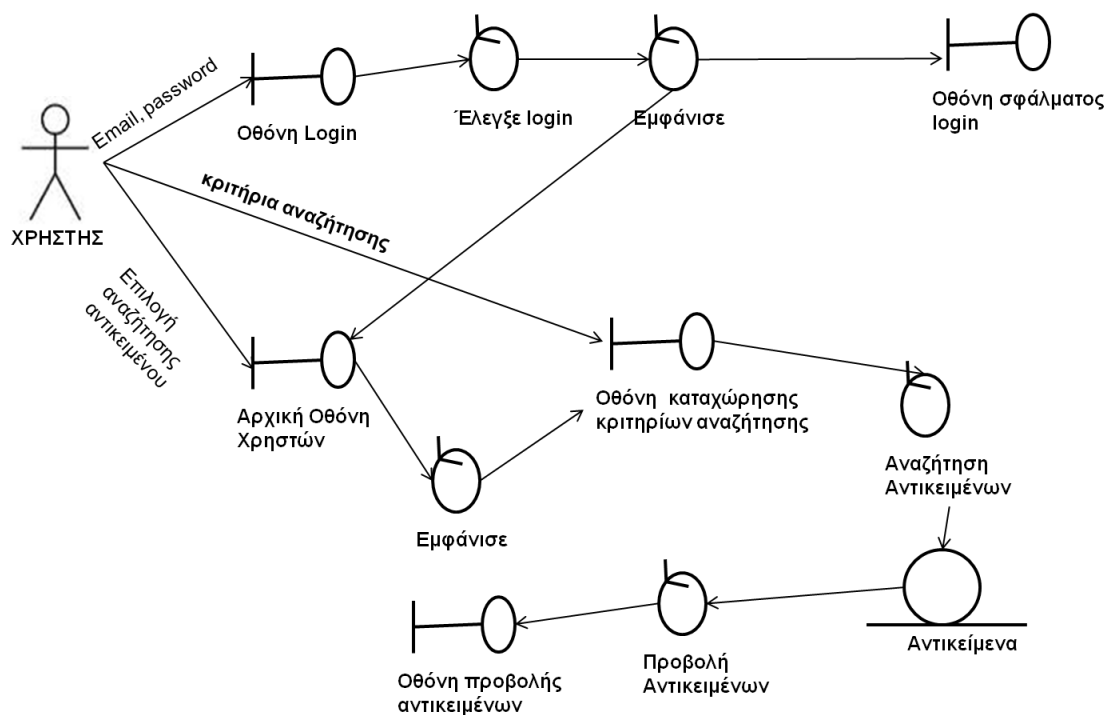 Email, password
Οθόνη Login
Έλεγξε login
Εμφάνισε
Οθόνη σφάλματος
login
ΧΡΗΣΤΗΣ
κριτήρια αναζήτησης
Επιλογή
αναζήτησης
αντικειμένου
Αρχική Οθόνη
Χρηστών
Οθόνη καταχώρησης
κριτηρίων αναζήτησης
Αναζήτηση
Αντικειμένων
Εμφάνισε
Οθόνη προβολής
αντικειμένων
Προβολή
Αντικειμένων
Αντικείμενα